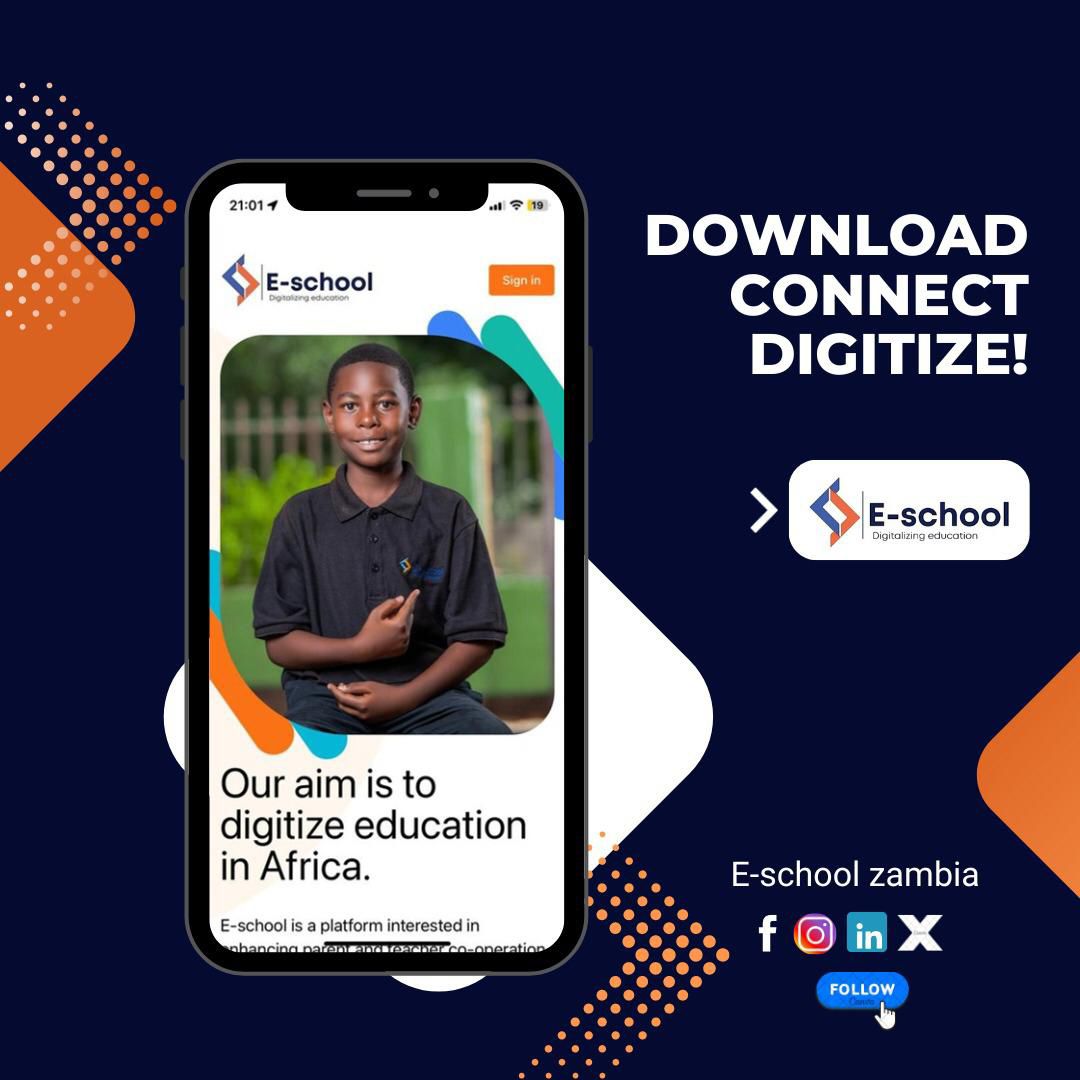 21:01
19
E-school
Digitalizing education
Sign in
Our aim is to
digitize education
in Africa.
E-school is a platform interested in
enhancing parent and teacher co-operation
DOWNLOAD
CONNECT
DIGITIZE!
E-school
Digitalizing education
E-school zambia
FOLLOW
Canva